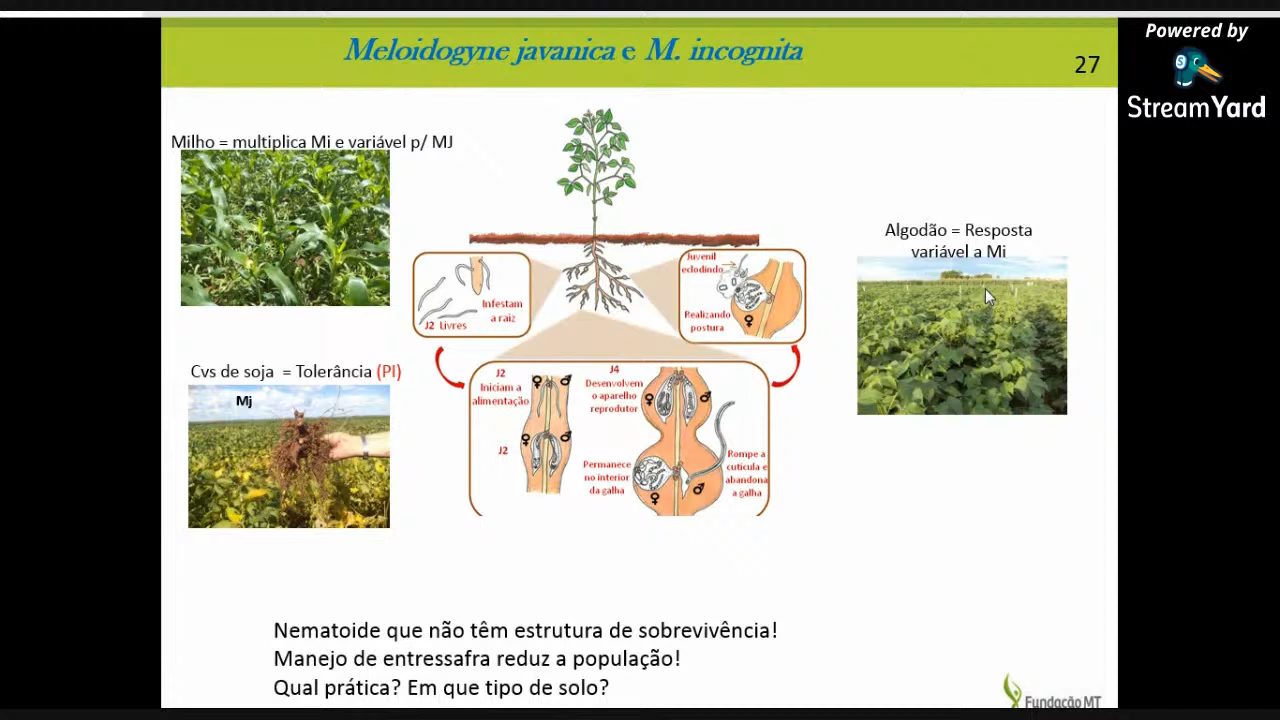 Meloidogyne javanica e M. incognita
27
Powered by
StreamYard
Milho = multiplica Mi e variável p/ MJ
Algodão = Resposta
variável a Mi
J2 Livres
Infestam
a raiz
Juvenil
eclodindo
Realizando
postura
Cvs de soja = Tolerância (PI)
Mj
J2
Iniciam a
alimentação
J2
J4
Desenvolvem
o aparelho
reprodutor
Permanece
no interior
da galha
Rompe a
cutícula e
abandona
a galha
Nematoide que não têm estrutura de sobrevivência!
Manejo de entressafra reduz a população!
Qual prática? Em que tipo de solo?
Fundação MT